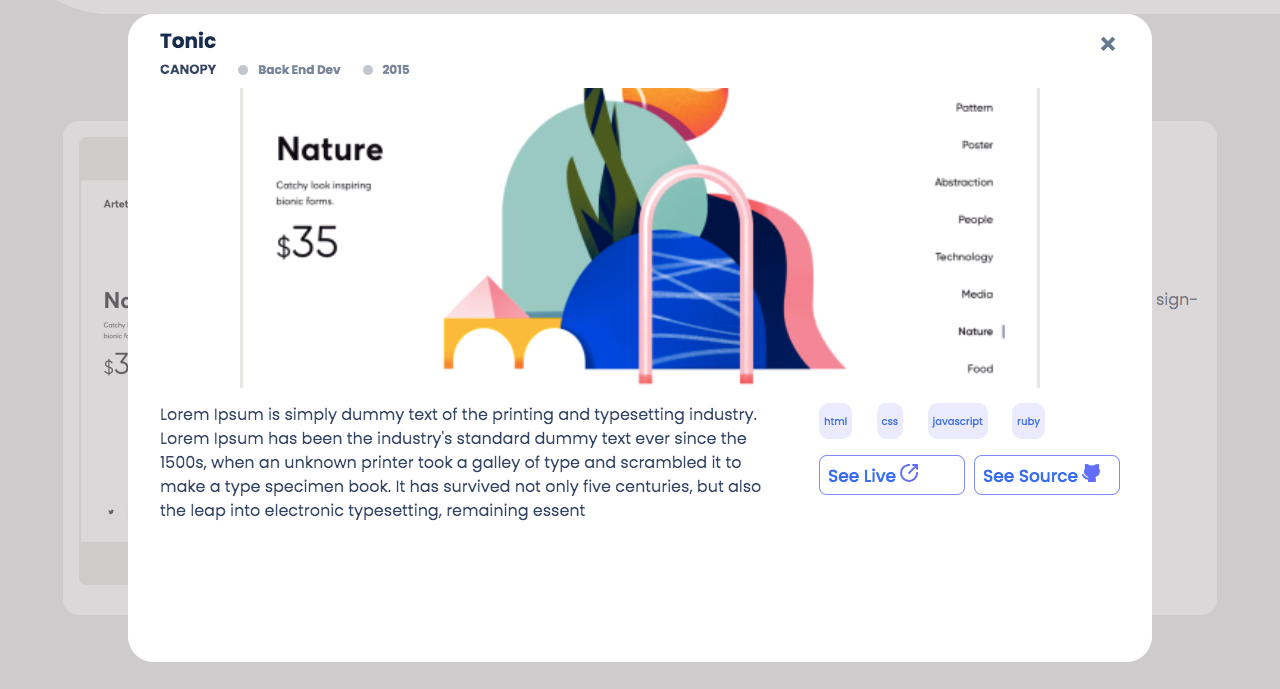 Tonic
CANOPY Back End Dev 2015
Nature
Catchy look inspiring
bionic forms.
$35
Pattern
Poster
Abstraction
People
Technology
Media
Nature
Food
Lorem Ipsum is simply dummy text of the printing and typesetting industry.
Lorem Ipsum has been the industry's standard dummy text ever since the
1500s, when an unknown printer took a galley of type and scrambled it to
make a type specimen book. It has survived not only five centuries, but also
the leap into electronic typesetting, remaining essent
html css javascript ruby
See Live See Source
Artet
Na
Catchy
bionic
$3
sign-